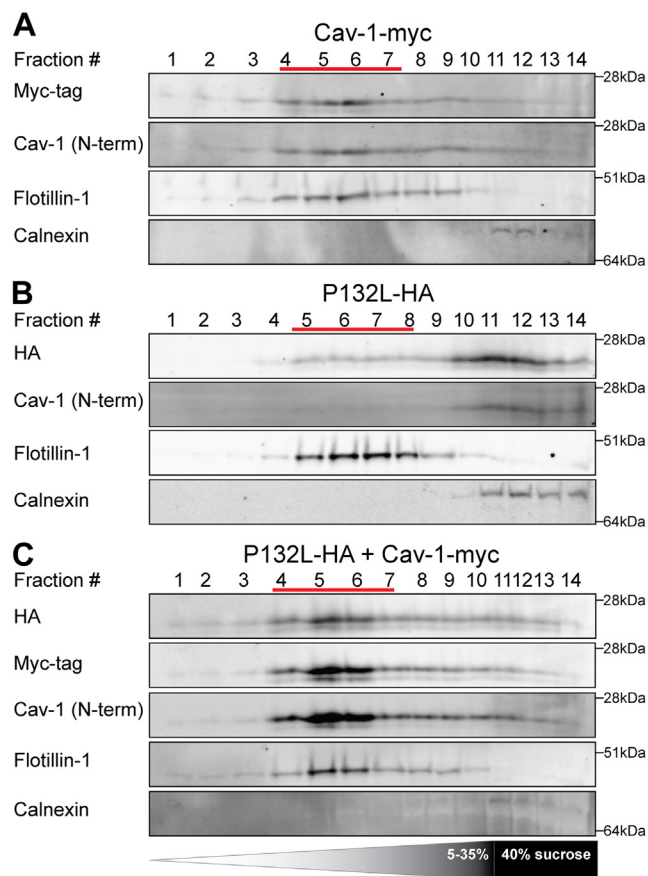 A
Cav-1-myc
Fraction # 1 2 3 4 5 6 7 8 9 10 11 12 13 14
Myc-tag 28kDa
Cav-1 (N-term) 28kDa
Flotillin-1 51kDa
Calnexin 64kDa
B
P132L-HA
Fraction # 1 2 3 4 5 6 7 8 9 10 11 12 13 14
HA 28kDa
Cav-1 (N-term) 28kDa
Flotillin-1 51kDa
Calnexin 64kDa
C
P132L-HA + Cav-1-myc
Fraction # 1 2 3 4 5 6 7 8 9 10 11 12 13 14
HA 28kDa
Myc-tag 28kDa
Cav-1 (N-term) 28kDa
Flotillin-1 51kDa
Calnexin 64kDa
5-35% 40% sucrose